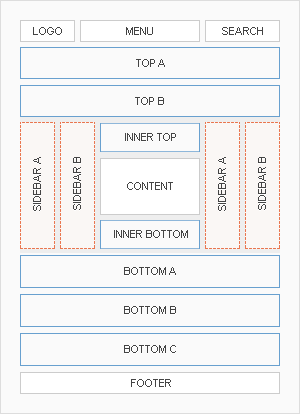 LOGO
MENU
SEARCH
TOP A
TOP B
SIDEBAR A
SIDEBAR B
INNER TOP
CONTENT
INNER BOTTOM
SIDEBAR A
SIDEBAR B
BOTTOM A
BOTTOM B
BOTTOM C
FOOTER